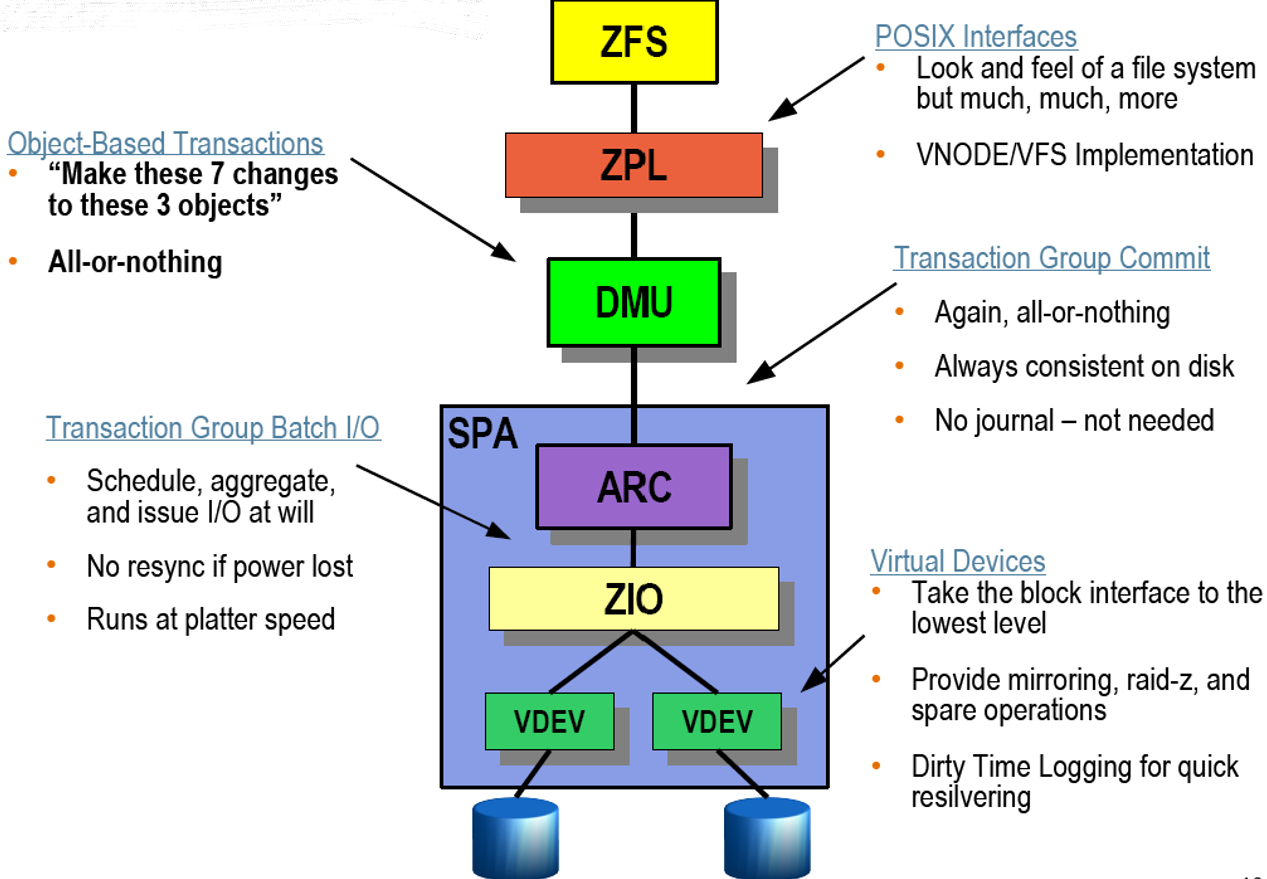 ZFS
POSIX Interfaces
• Look and feel of a file system
but much, much, more
• VNODE/VFS Implementation
ZPL
Object-Based Transactions
• “Make these 7 changes
to these 3 objects”
• All-or-nothing
DMU
Transaction Group Commit
• Again, all-or-nothing
• Always consistent on disk
• No journal – not needed
Transaction Group Batch I/O
• Schedule, aggregate,
and issue I/O at will
• No resync if power lost
• Runs at platter speed
SPA
ARC
ZIO
VDEV
VDEV
Virtual Devices
• Take the block interface to the
lowest level
• Provide mirroring, raid-z, and
spare operations
• Dirty Time Logging for quick
resilvering